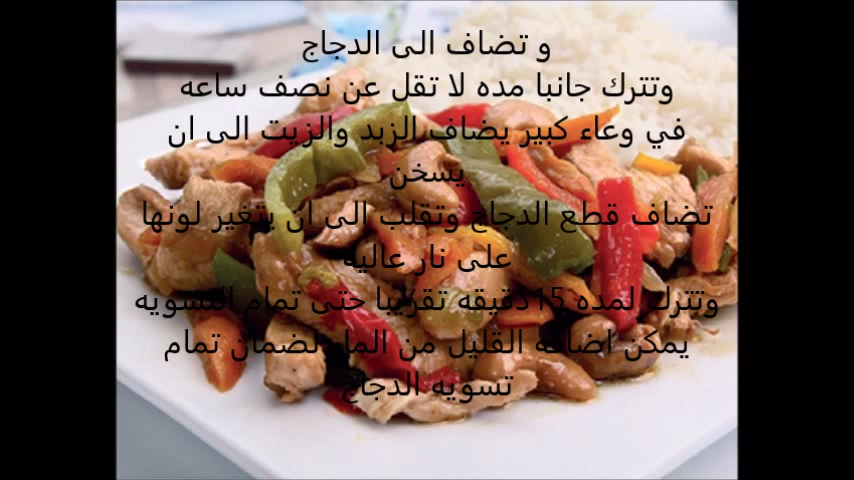 و تضاف الى الدجاج
وتترك جانبا مده لا تقل عن نصف ساعه
في وعاء كبير يضاف الزبد والزيت الى ان
يسخن
تضاف قطع الدجاج وتقلب الى ان يتغير لونها
على نار عاليه
وتترك لمده 15دقيقه تقريبا حتى تمام التسويه
يمكن اضافه القليل من الماء لضمان تمام
تسويه الدجاج